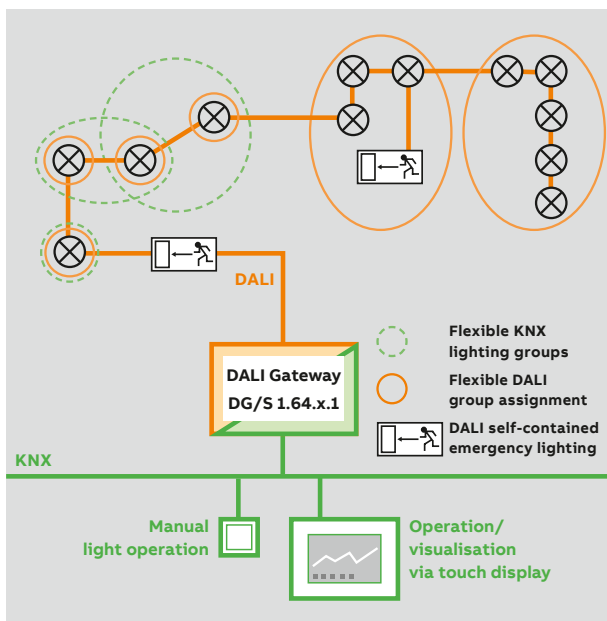 DALI
DALI Gateway
DG/S 1.64.x.1
Flexible KNX
lighting groups
Flexible DALI
group assignment
DALI self-contained
emergency lighting
KNX
Manual
light operation
Operation/
visualisation
via touch display